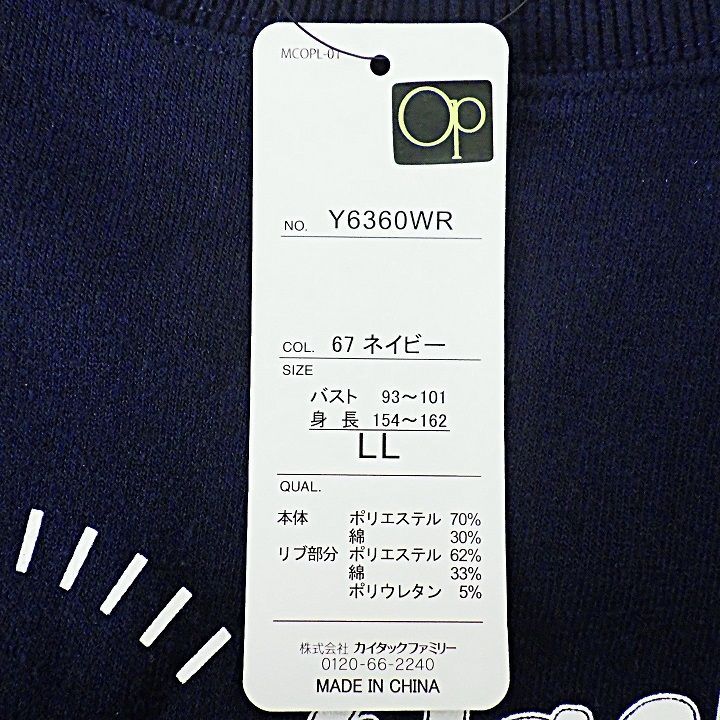 MCOPL-01
Op
NO. Y6360WR
COL. 67 ネイビー
SIZE
バスト 93～101
身長 154～162
LL
QUAL.
本体 ポリエステル 70%
綿 30%
リブ部分 ポリエステル 62%
綿 33%
ポリウレタン 5%
株式会社 カイタックファミリー
0120-66-2240
MADE IN CHINA